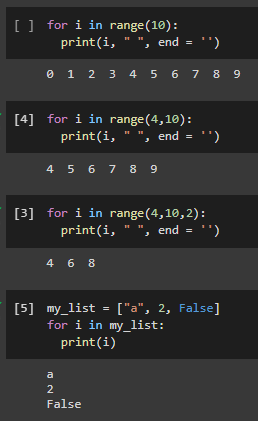 [ ] for i in range(10):
print(i, " ", end = '')
0 1 2 3 4 5 6 7 8 9
[4] for i in range(4,10):
print(i, " ", end = '')
4 5 6 7 8 9
[3] for i in range(4,10,2):
print(i, " ", end = '')
4 6 8
[5] my_list = ["a", 2, False]
for i in my_list:
print(i)
a
2
False